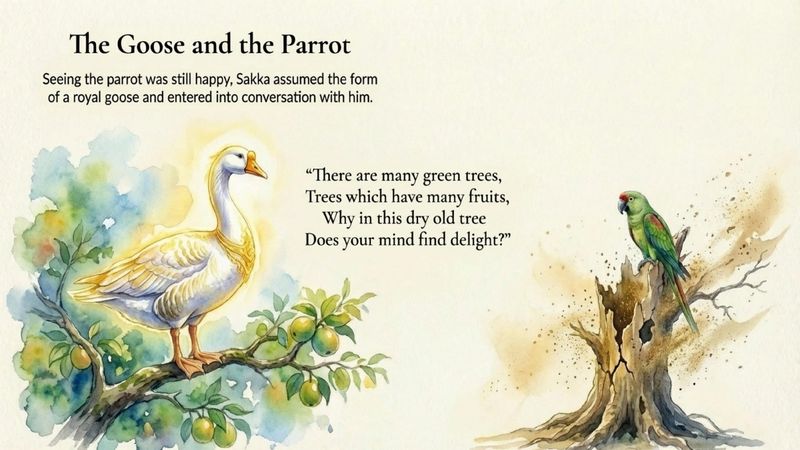 The Goose and the Parrot
Seeing the parrot was still happy, Sakka assumed the form
of a royal goose and entered into conversation with him.
“There are many green trees,
Trees which have many fruits,
Why in this dry old tree
Does your mind find delight?”